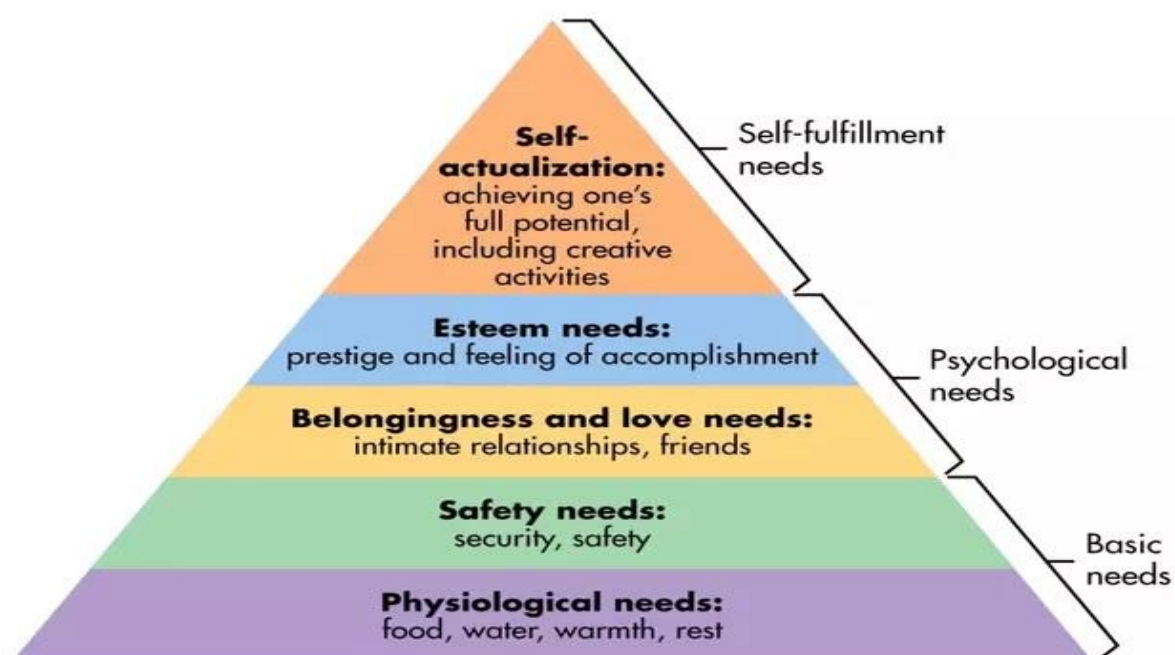 Self-
actualization:
achieving one's
full potential,
including creative
activities
Self-fulfillment
needs
Esteem needs:
prestige and feeling of accomplishment
Psychological
needs
Belongingness and love needs:
intimate relationships, friends
Safety needs:
security, safety
Basic
needs
Physiological needs:
food, water, warmth, rest